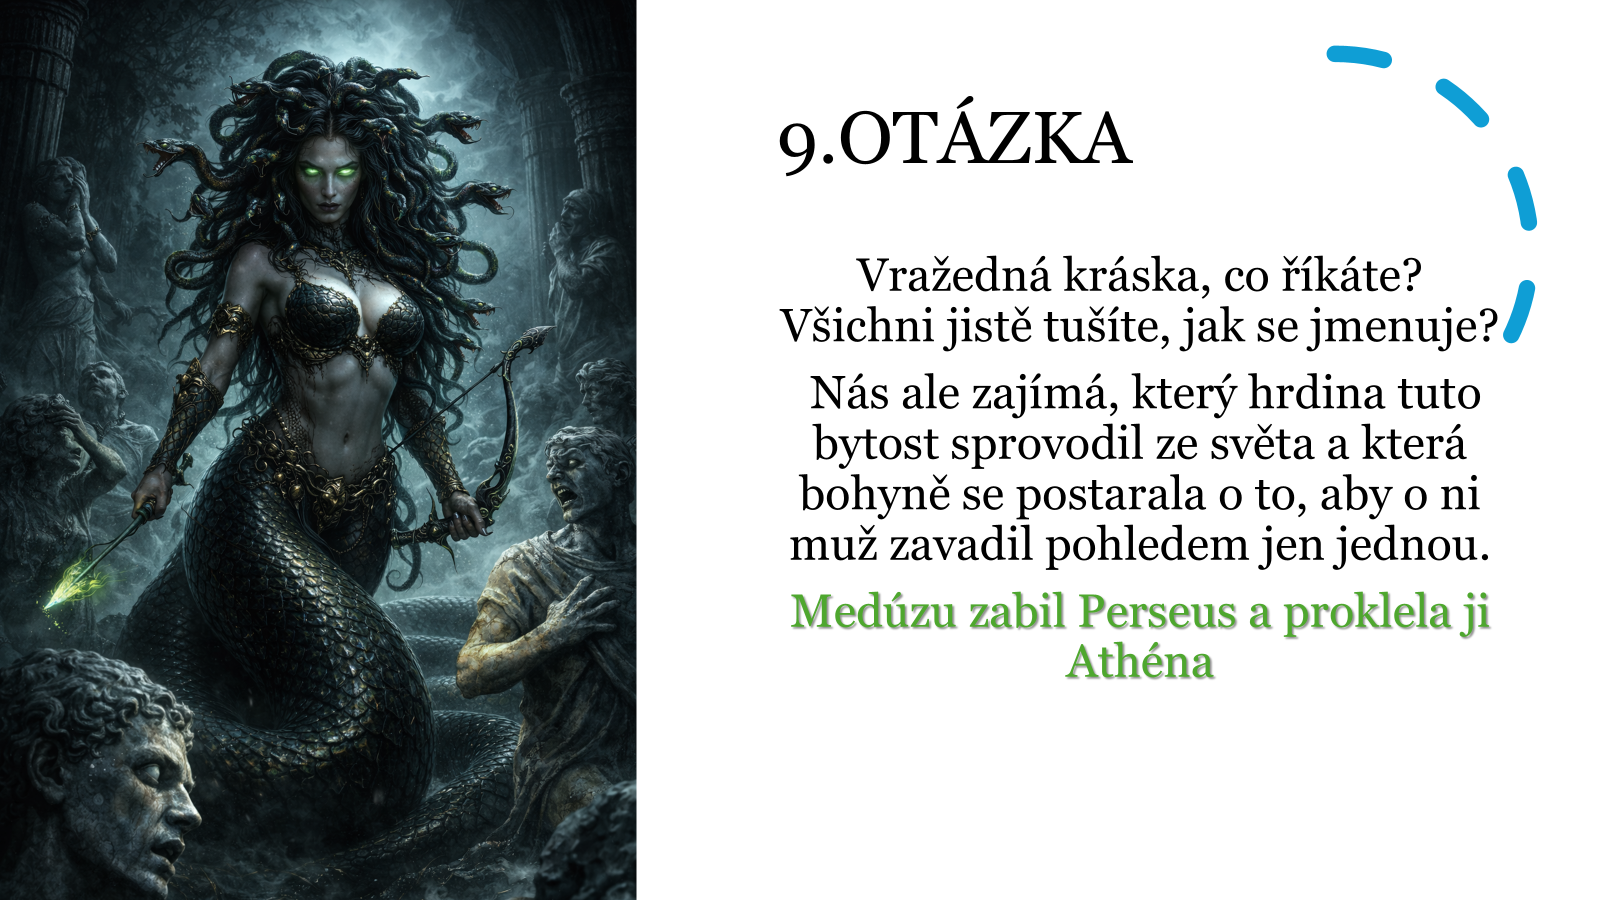 9.OTÁZKA
Vražedná kráska, co říkáte?
Všichni jistě tušíte, jak se jmenuje?
Nás ale zajímá, který hrdina tuto
bytost sprovodil ze světa a která
bohyně se postarala o to, aby o ni
muž zavadil pohledem jen jednou.
Medúzu zabil Perseus a proklela ji
Athéna